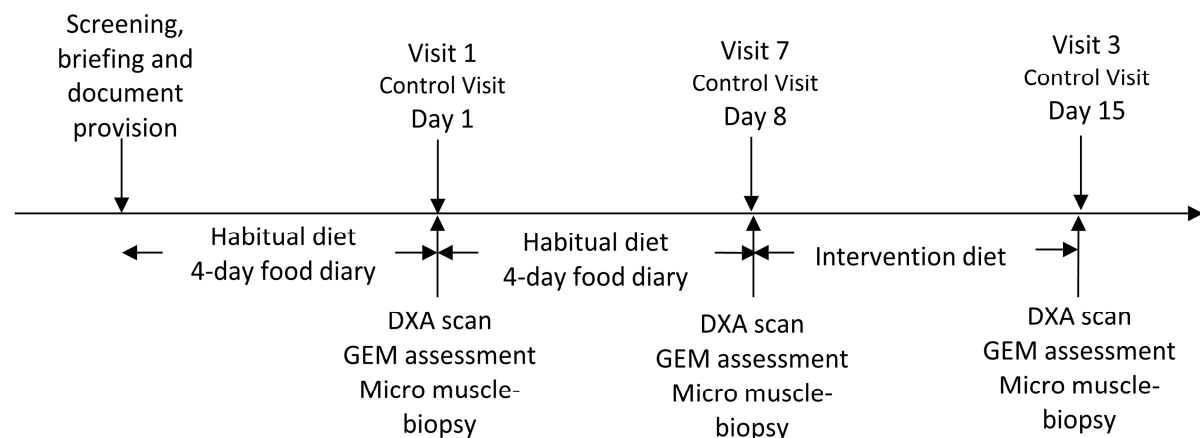 Screening,
briefing and
document
provision
Visit 1
Control Visit
Day 1
Visit 7
Control Visit
Day 8
Visit 3
Control Visit
Day 15
Habitual diet
4-day food diary
Habitual diet
4-day food diary
Intervention diet
DXA scan
GEM assessment
Micro muscle-
biopsy
DXA scan
GEM assessment
Micro muscle-
biopsy
DXA scan
GEM assessment
Micro muscle-
biopsy